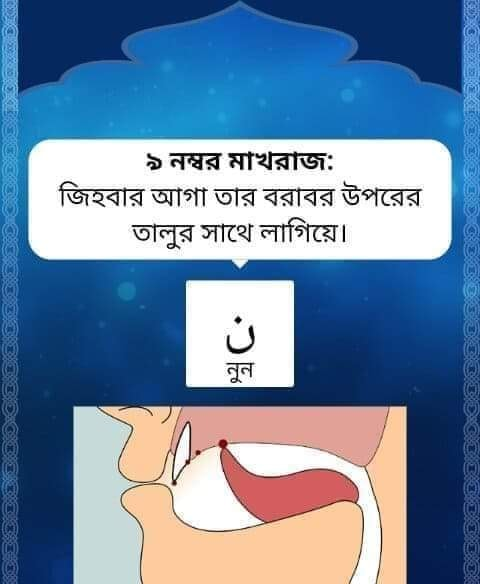 ৯ নম্বর মাখরাজ:
জিহবার আগা তার বরাবর উপরের
তালুর সাথে লাগিয়ে।
ن
নুন